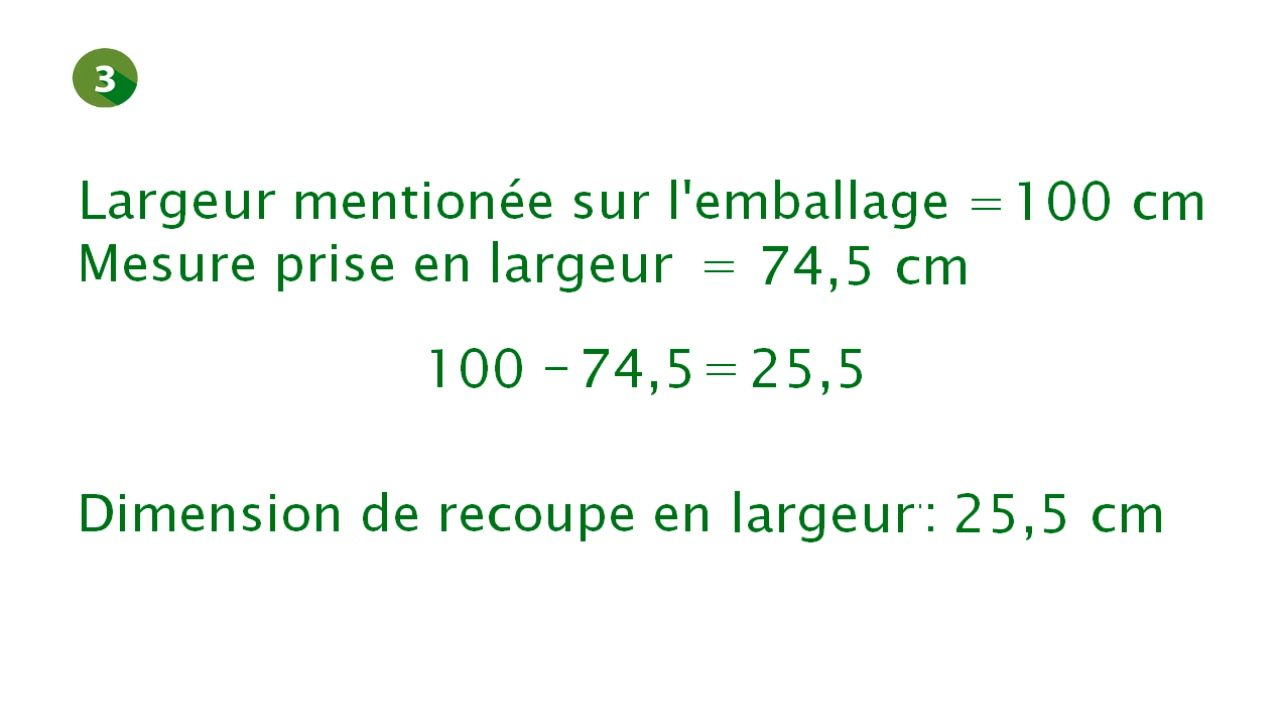 3
Largeur mentionée sur l'emballage = 100 cm
Mesure prise en largeur = 74,5 cm
100 - 74,5 = 25,5
Dimension de recoupe en largeur : 25,5 cm